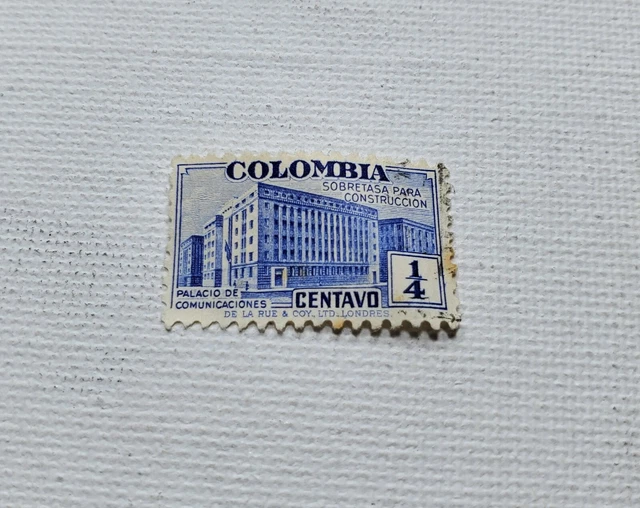 COLOMBIA
SOBRETASA PARA
CONSTRUCCION
PALACIO DE
COMUNICACIONES
CENTAVO
1/4
DE LA RUE & COY. LTD. LONDRES.